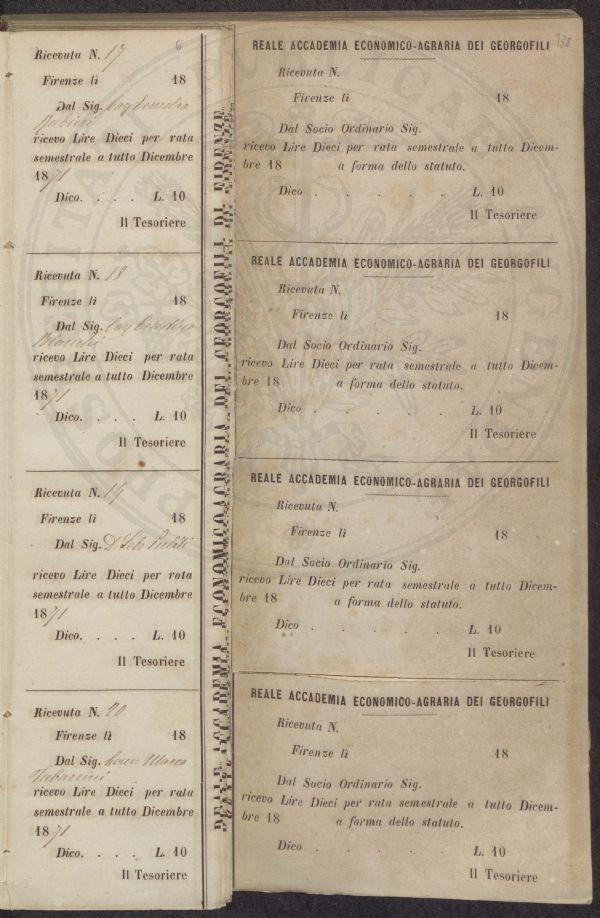 Ricevuta N. 17
Firenze lì 18
Dal Sig.
ricevo Lire Dieci per rata
semestrale a tutto Dicembre
1871
Dico. . . . L. 10
Il Tesoriere
Ricevuta N. 18
Firenze lì 18
Dal Sig. Cav Celestino
Bianchi
ricevo Lire Dieci per rata
semestrale a tutto Dicembre
1871
Dico. . . . L. 10
Il Tesoriere
Ricevuta N. 19
Firenze lì 18
Dal Sig.
ricevo Lire Dieci per rata
semestrale a tutto Dicembre
1871
Dico. . . . L. 10
Il Tesoriere
Ricevuta N. 20
Firenze lì 18
Dal Sig. Com Marco
Tabarrini
ricevo Lire Dieci per rata
semestrale a tutto Dicembre
1871
Dico. . . . L. 10
Il Tesoriere
REALE ACCADEMIA ECONOMICO-AGRARIA DEI GEORGOFILI DI FIRENZE
REALE ACCADEMIA ECONOMICO-AGRARIA DEI GEORGOFILI
Ricevuta N.
Firenze lì 18
Dal Socio Ordinario Sig.
ricevo Lire Dieci per rata semestrale a tutto Dicem-
bre 18 a forma dello statuto.
Dico . . . . . L. 10
Il Tesoriere
REALE ACCADEMIA ECONOMICO-AGRARIA DEI GEORGOFILI
Ricevuta N.
Firenze lì 18
Dal Socio Ordinario Sig.
ricevo Lire Dieci per rata semestrale a tutto Dicem-
bre 18 a forma dello statuto.
Dico . . . . . L. 10
Il Tesoriere
REALE ACCADEMIA ECONOMICO-AGRARIA DEI GEORGOFILI
Ricevuta N.
Firenze lì 18
Dal Socio Ordinario Sig.
ricevo Lire Dieci per rata semestrale a tutto Dicem-
bre 18 a forma dello statuto.
Dico . . . . . L. 10
Il Tesoriere
REALE ACCADEMIA ECONOMICO-AGRARIA DEI GEORGOFILI
Ricevuta N.
Firenze lì 18
Dal Socio Ordinario Sig.
ricevo Lire Dieci per rata semestrale a tutto Dicem-
bre 18 a forma dello statuto.
Dico . . . . . L. 10
Il Tesoriere